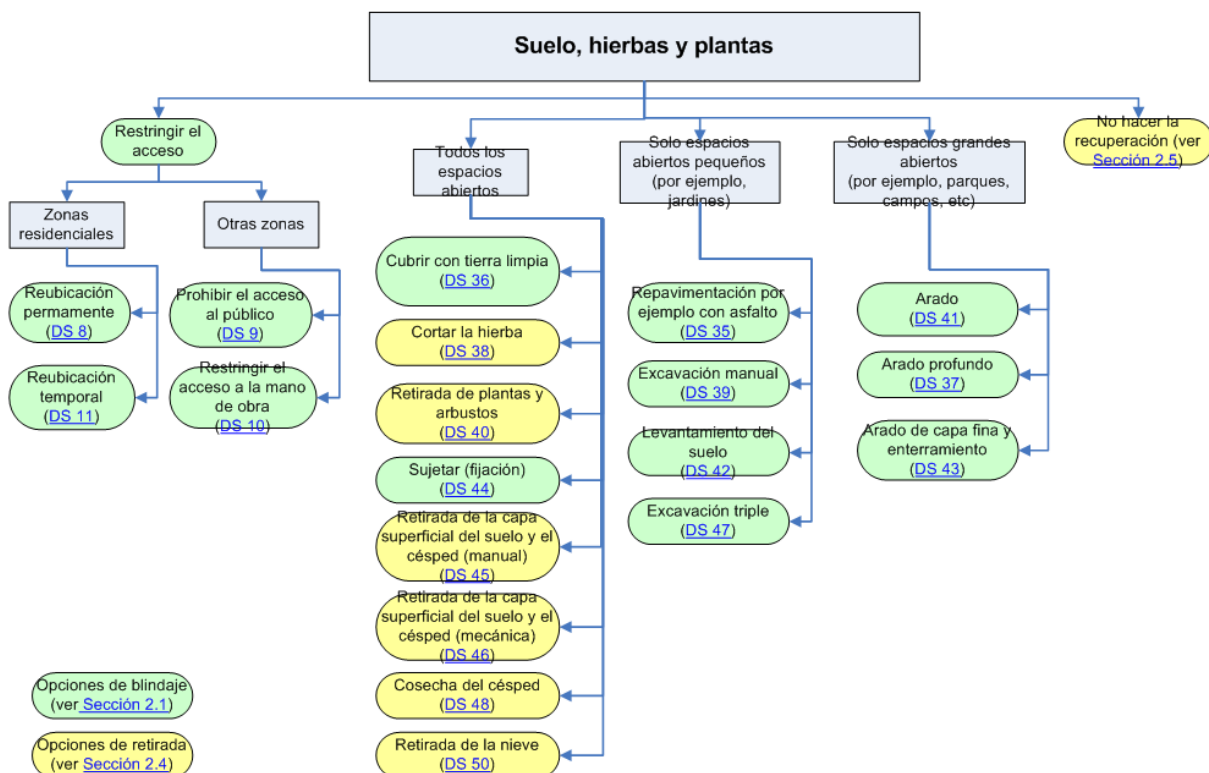 Suelo, hierbas y plantas
Restringir el
acceso
Zonas
residenciales
Reubicación
permamente
(DS 8)
Reubicación
temporal
(DS 11)
Otras zonas
Prohibir el acceso
al público
(DS 9)
Restringir el
acceso a la mano
de obra
(DS 10)
Todos los
espacios
abiertos
Cubrir con tierra limpia
(DS 36)
Cortar la hierba
(DS 38)
Retirada de plantas y
arbustos
(DS 40)
Sujetar (fijación)
(DS 44)
Retirada de la capa
superficial del suelo y el
césped (manual)
(DS 45)
Retirada de la capa
superficial del suelo y el
césped (mecánica)
(DS 46)
Cosecha del césped
(DS 48)
Retirada de la nieve
(DS 50)
Solo espacios
abiertos pequeños
(por ejemplo,
jardines)
Repavimentación por
ejemplo con asfalto
(DS 35)
Excavación manual
(DS 39)
Levantamiento del
suelo
(DS 42)
Excavación triple
(DS 47)
Solo espacios grandes
abiertos
(por ejemplo, parques,
campos, etc)
Arado
(DS 41)
Arado profundo
(DS 37)
Arado de capa fina y
enterramiento
(DS 43)
No hacer la
recuperación (ver
Sección 2.5)
Opciones de blindaje
(ver Sección 2.1)
Opciones de retirada
(ver Sección 2.4)